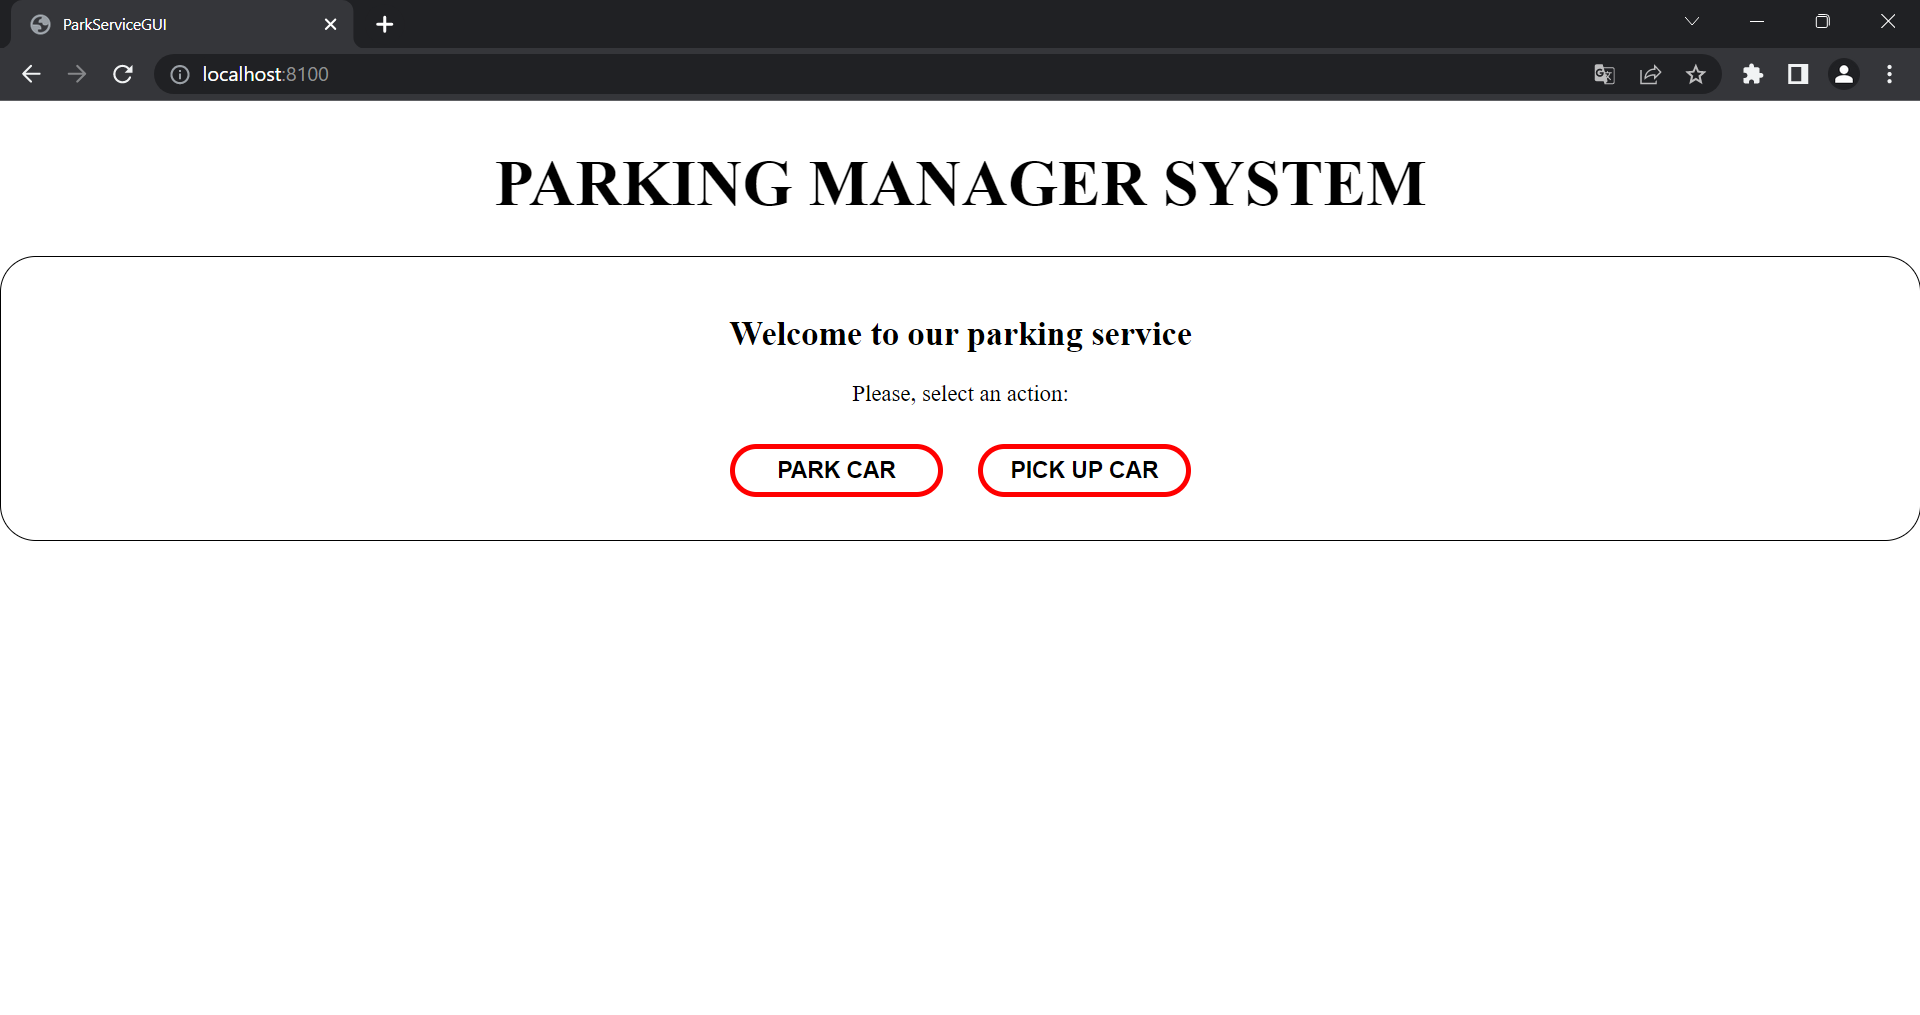 ParkServiceGUI
localhost:8100
PARKING MANAGER SYSTEM
Welcome to our parking service
Please, select an action:
PARK CAR PICK UP CAR